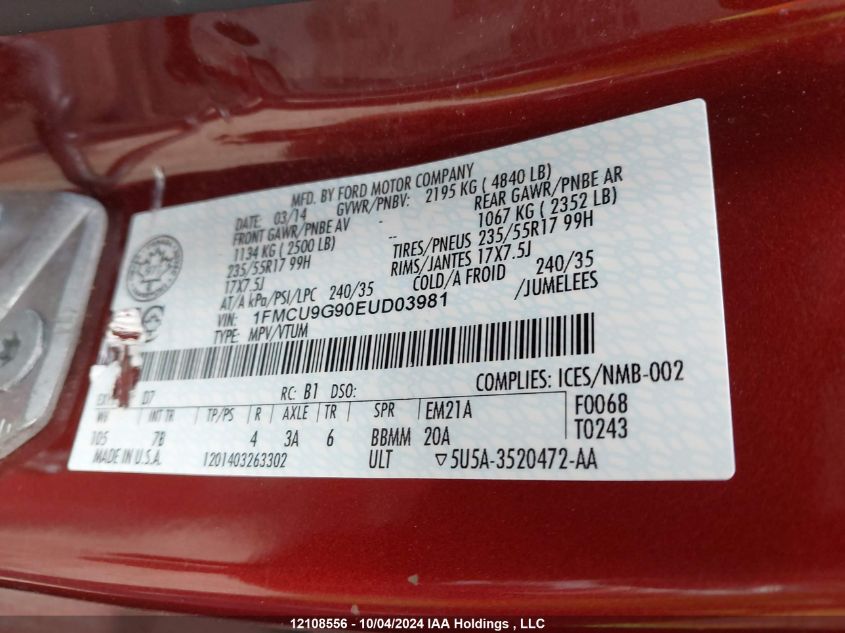 MFD. BY FORD MOTOR COMPANY
DATE: 03/14 GVWR/PNBV: 2195 KG ( 4840 LB)
FRONT GAWR/PNBE AV - REAR GAWR/PNBE AR
1134 KG ( 2500 LB) -- 1067 KG ( 2352 LB)
235/55R17 99H TIRES/PNEUS 235/55R17 99H
17X7.5J RIMS/JANTES 17X7.5J
AT/A kPa/PSI/LPC 240/35 COLD/A FROID 240/35
VIN: 1FMCU9G90EUD03981 /JUMELEES
TYPE: MPV/VTUM
COMPLIES: ICES/NMB-002
D7 RC: B1 DSO:
WB INT TR TP/PS R AXLE TR SPR EM21A F0068
105 7B 4 3A 6 BBMM 20A T0243
MADE IN U.S.A. 1201403263302 ULT ▽5U5A-3520472-AA
12108556 - 10/04/2024 IAA Holdings , LLC